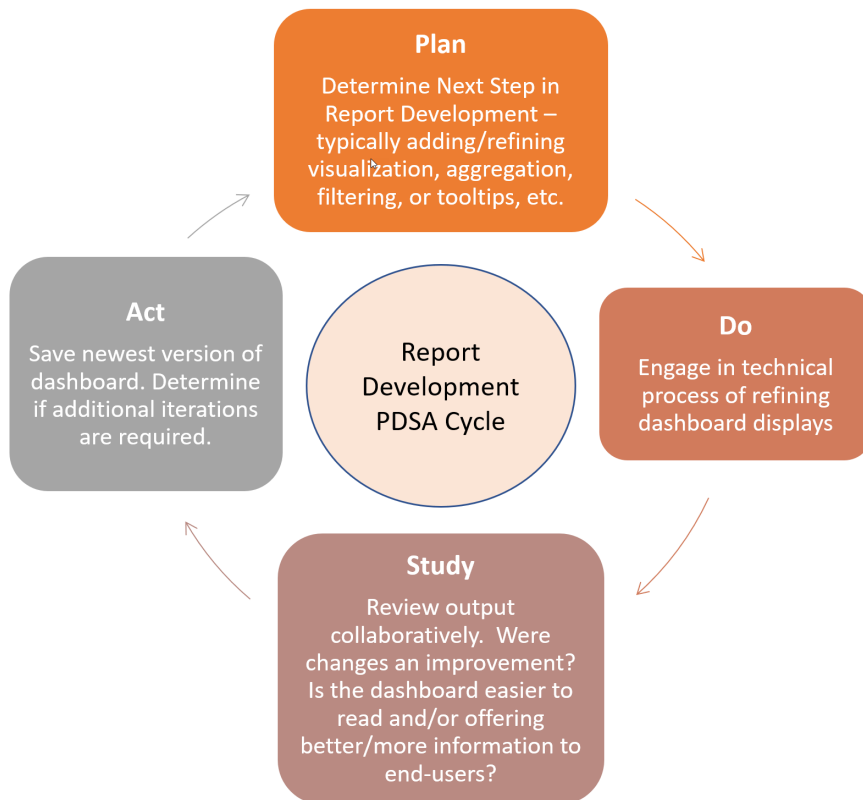 Plan
Determine Next Step in
Report Development –
typically adding/refining
visualization, aggregation,
filtering, or tooltips, etc.
Act
Save newest version of
dashboard. Determine
if additional iterations
are required.
Report
Development
PDSA Cycle
Do
Engage in technical
process of refining
dashboard displays
Study
Review output
collaboratively.  Were
changes an improvement?
Is the dashboard easier to
read and/or offering
better/more information to
end-users?